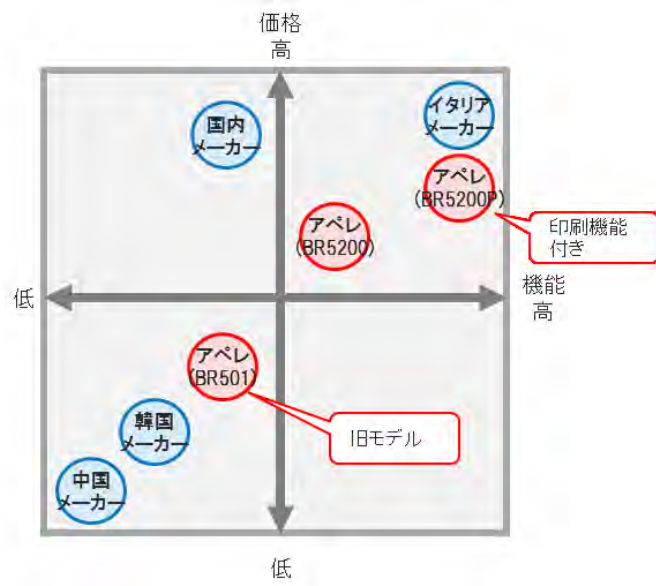 価格
高
国内
メーカー
イタリア
メーカー
アペレ
(BR5200P)
印刷機能
付き
アペレ
(BR5200)
低
機能
高
アペレ
(BR501)
旧モデル
韓国
メーカー
中国
メーカー
低